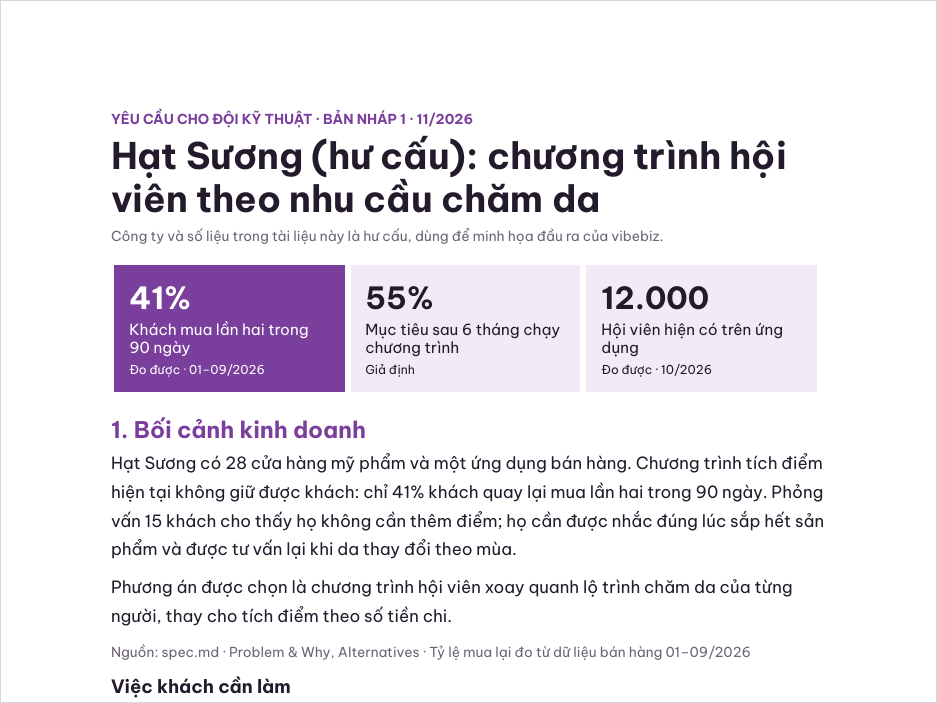 YÊU CẦU CHO ĐỘI KỸ THUẬT · BẢN NHÁP 1 · 11/2026
Hạt Sương (hư cấu): chương trình hội
viên theo nhu cầu chăm da
Công ty và số liệu trong tài liệu này là hư cấu, dùng để minh họa đầu ra của vibebiz.
41%
Khách mua lần hai trong
90 ngày
Đo được · 01–09/2026
55%
Mục tiêu sau 6 tháng chạy
chương trình
Giả định
12.000
Hội viên hiện có trên ứng
dụng
Đo được · 10/2026
1. Bối cảnh kinh doanh
Hạt Sương có 28 cửa hàng mỹ phẩm và một ứng dụng bán hàng. Chương trình tích điểm
hiện tại không giữ được khách: chỉ 41% khách quay lại mua lần hai trong 90 ngày. Phỏng
vấn 15 khách cho thấy họ không cần thêm điểm; họ cần được nhắc đúng lúc sắp hết sản
phẩm và được tư vấn lại khi da thay đổi theo mùa.
Phương án được chọn là chương trình hội viên xoay quanh lộ trình chăm da của từng
người, thay cho tích điểm theo số tiền chi.
Nguồn: spec.md · Problem & Why, Alternatives · Tỷ lệ mua lại đo từ dữ liệu bán hàng 01–09/2026
Việc khách cần làm